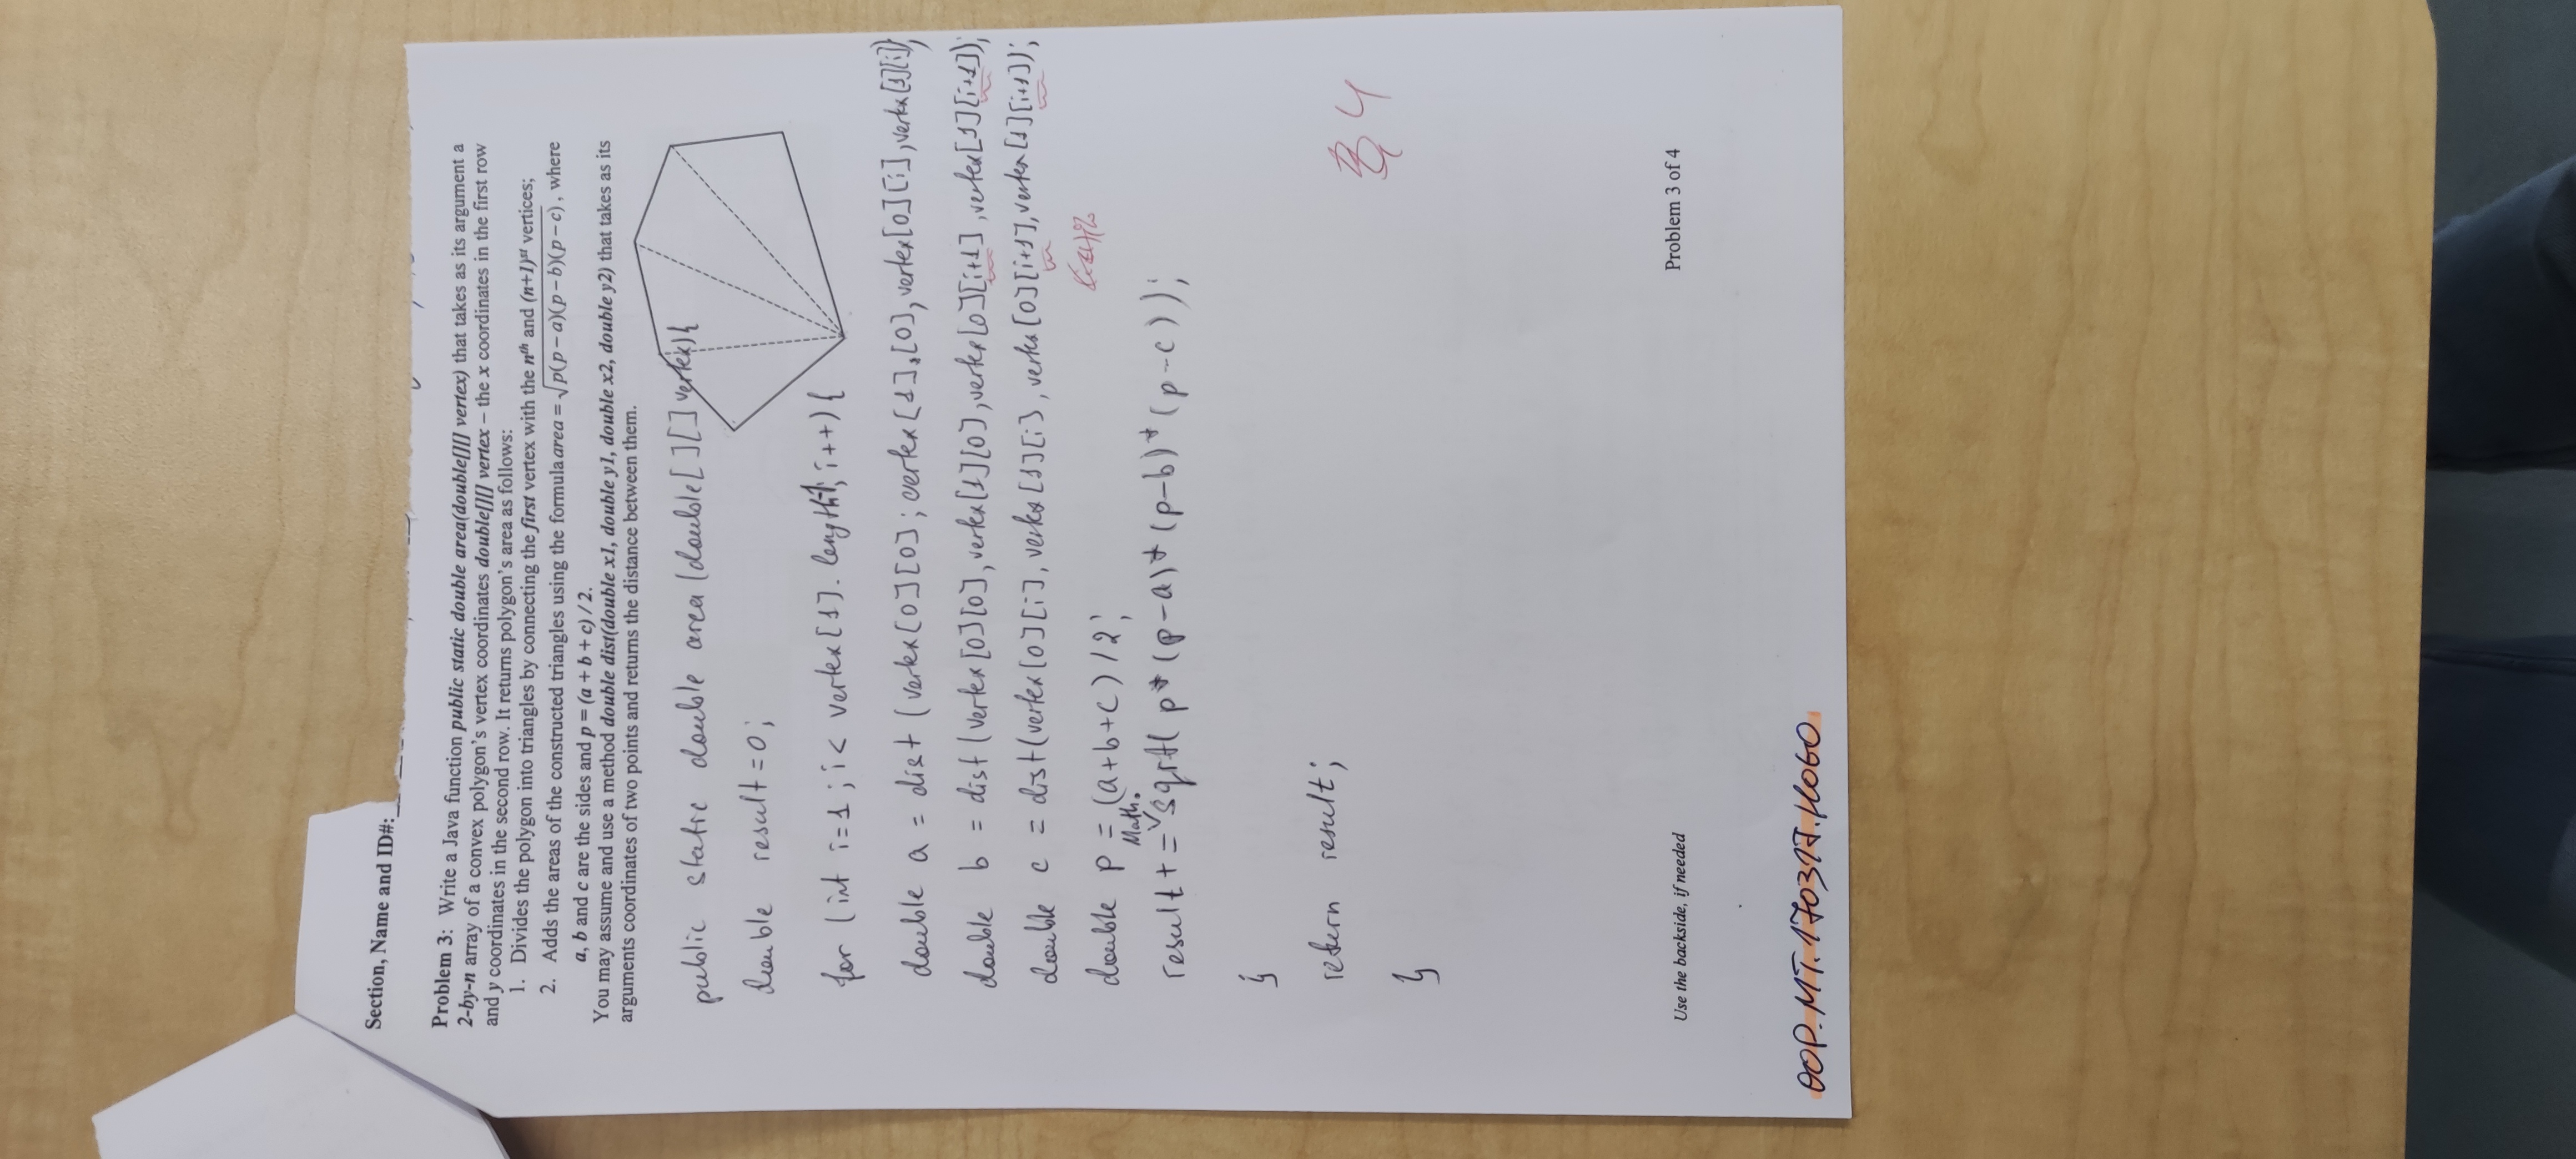 Section, Name and ID#:
Problem 3: Write a Java function public static double area(double[][] vertex) that takes as its argument a
2-by-n array of a convex polygon's vertex coordinates double[][] vertex – the x coordinates in the first row
and y coordinates in the second row. It returns polygon's area as follows:
1. Divides the polygon into triangles by connecting the first vertex with the nth and (n+1)st vertices;
2. Adds the areas of the constructed triangles using the formula area = √p(p − a)(p − b)(p − c), where
a, b and c are the sides and p = (a + b + c) / 2.
You may assume and use a method double dist(double x1, double y1, double x2, double y2) that takes as its
arguments coordinates of two points and returns the distance between them.
public static double area (double[][] vertex) {
double result = 0;
for (int i=1; i < vertex[1].length-1; i++) {
double a = dist (vertex[0][0]; vertex[1],[0], vertex[0][i], vertex[1][i]);
double b = dist (vertex[0][0], vertex[1][0], vertex[0][i+1], vertex[1][i+1]);
double c = dist (vertex[0][i], vertex[1][i], vertex[0][i+1], vertex[1][i+1]);
double p = (a+b+c)/2;
result += Math.sqrt( p*(p-a)*(p-b)*(p-c));
}
return result;
4
}
Use the backside, if needed
Problem 3 of 4
OOP.MT.170317.M060